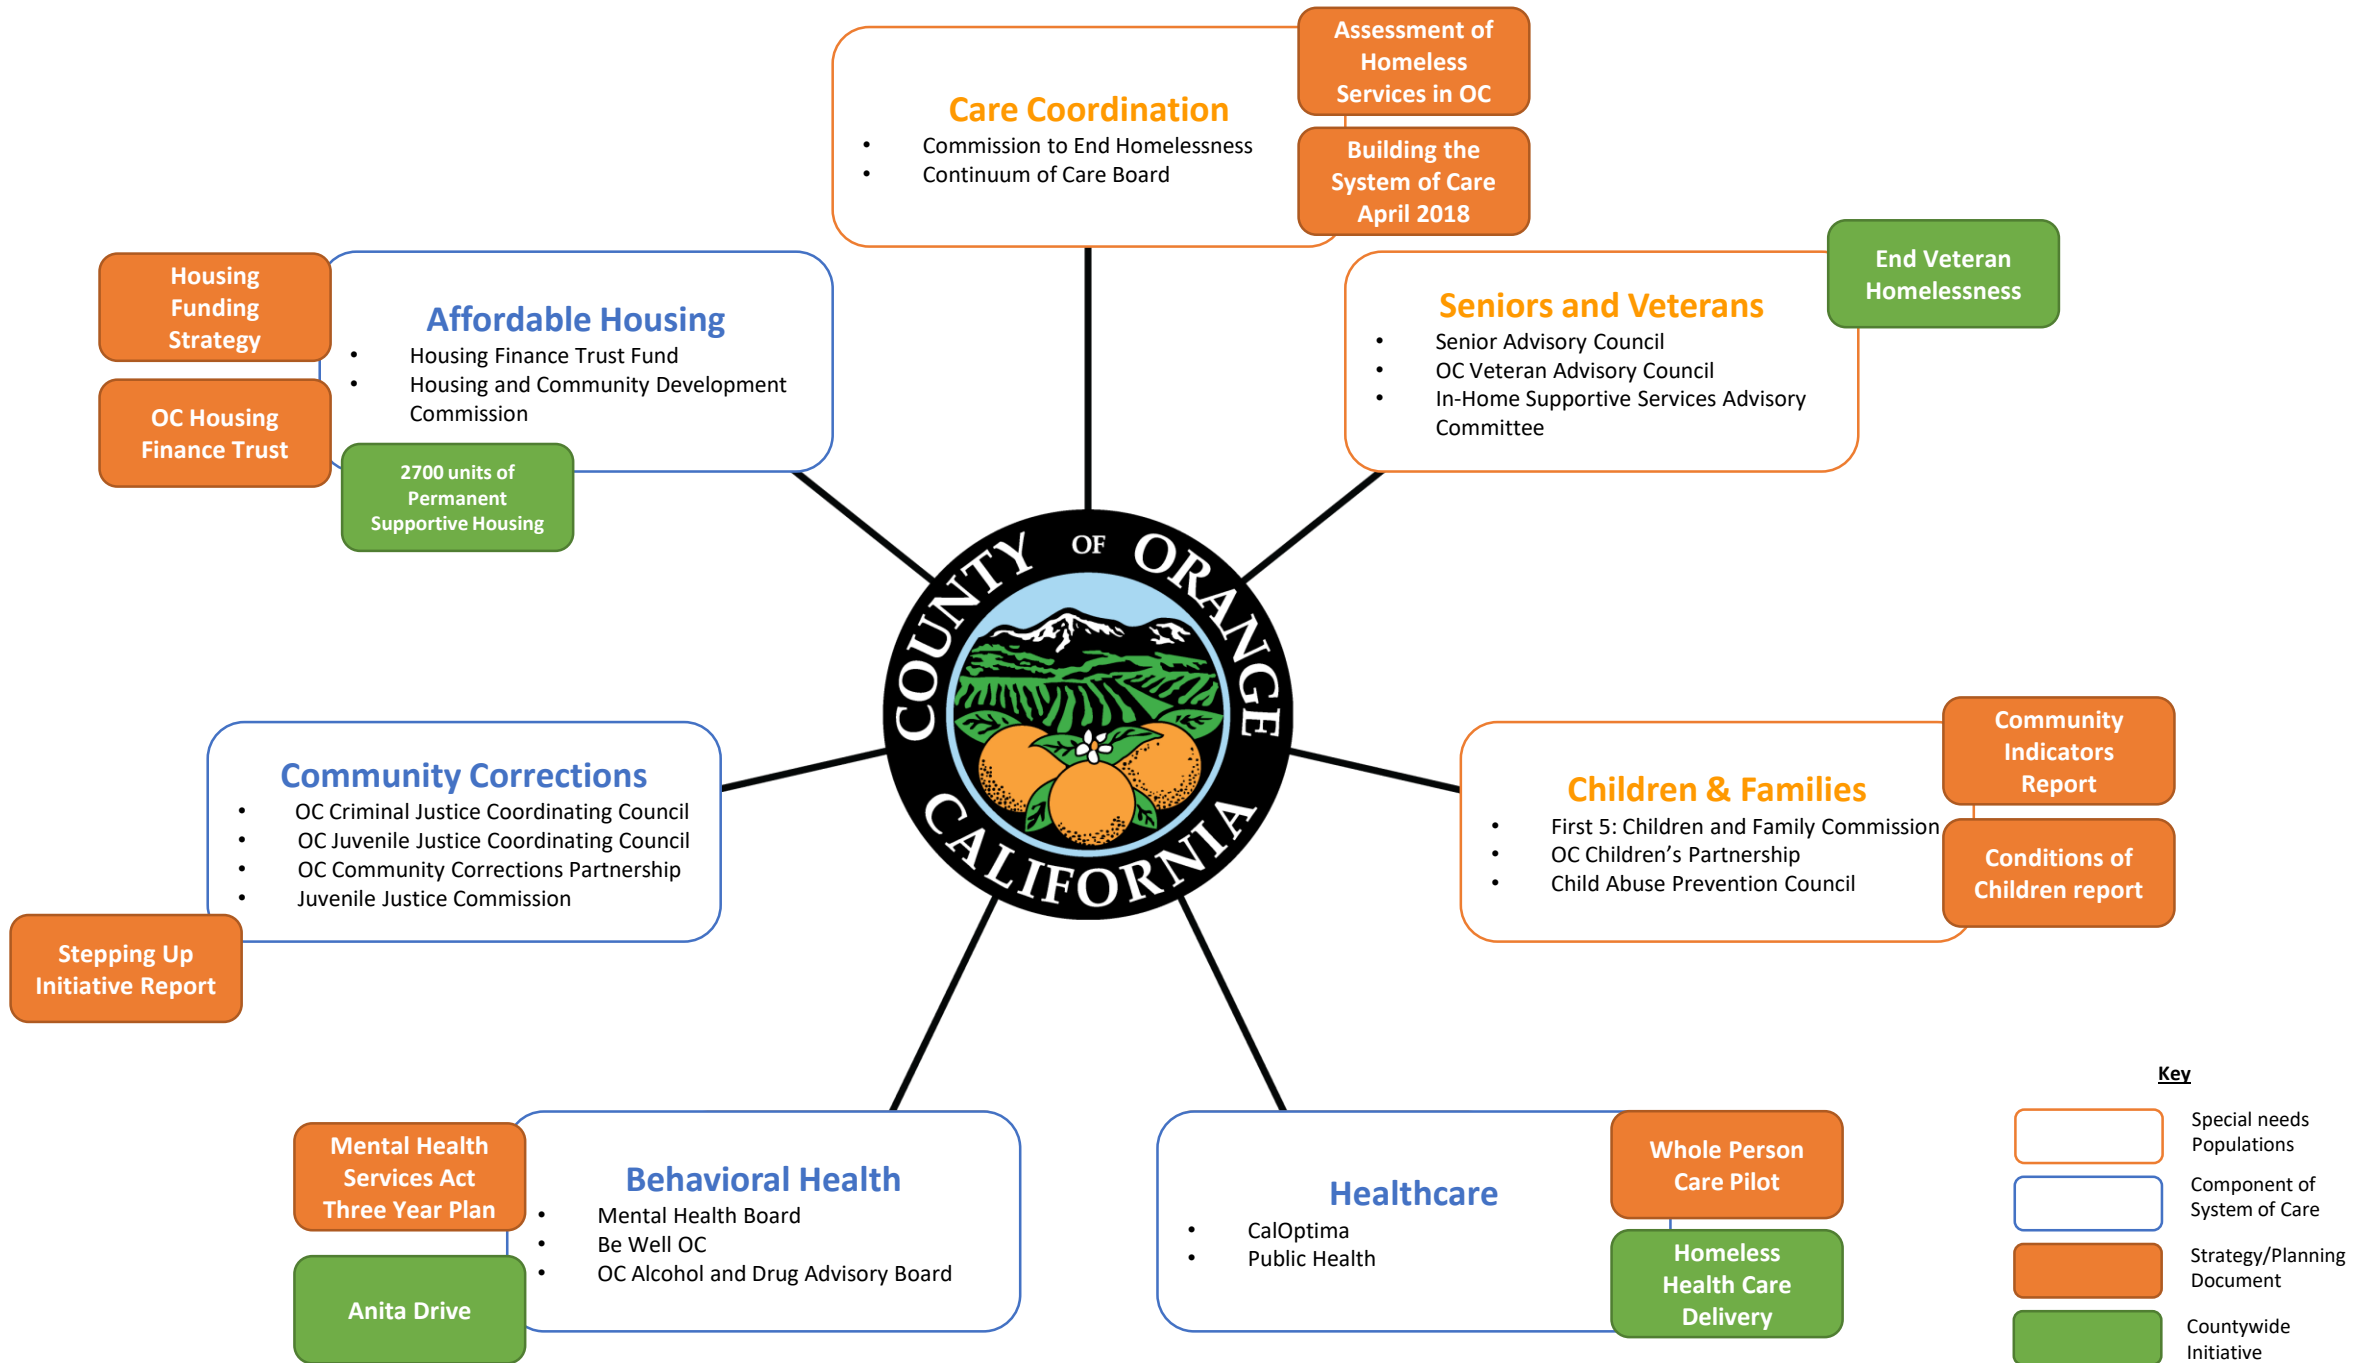 Assessment of
Homeless
Services in OC
Care Coordination
• Commission to End Homelessness
• Continuum of Care Board
Building the
System of Care
April 2018
Housing
Funding
Strategy
Affordable Housing
• Housing Finance Trust Fund
• Housing and Community Development
Commission
OC Housing
Finance Trust
2700 units of
Permanent
Supportive Housing
End Veteran
Homelessness
Seniors and Veterans
• Senior Advisory Council
• OC Veteran Advisory Council
• In-Home Supportive Services Advisory
Committee
COUNTY OF ORANGE
CALIFORNIA
Community Corrections
• OC Criminal Justice Coordinating Council
• OC Juvenile Justice Coordinating Council
• OC Community Corrections Partnership
• Juvenile Justice Commission
Stepping Up
Initiative Report
Community
Indicators
Report
Children & Families
• First 5: Children and Family Commission
• OC Children’s Partnership
• Child Abuse Prevention Council
Conditions of
Children report
Mental Health
Services Act
Three Year Plan
Behavioral Health
• Mental Health Board
• Be Well OC
• OC Alcohol and Drug Advisory Board
Anita Drive
Healthcare
• CalOptima
• Public Health
Whole Person
Care Pilot
Homeless
Health Care
Delivery
Key
Special needs
Populations
Component of
System of Care
Strategy/Planning
Document
Countywide
Initiative